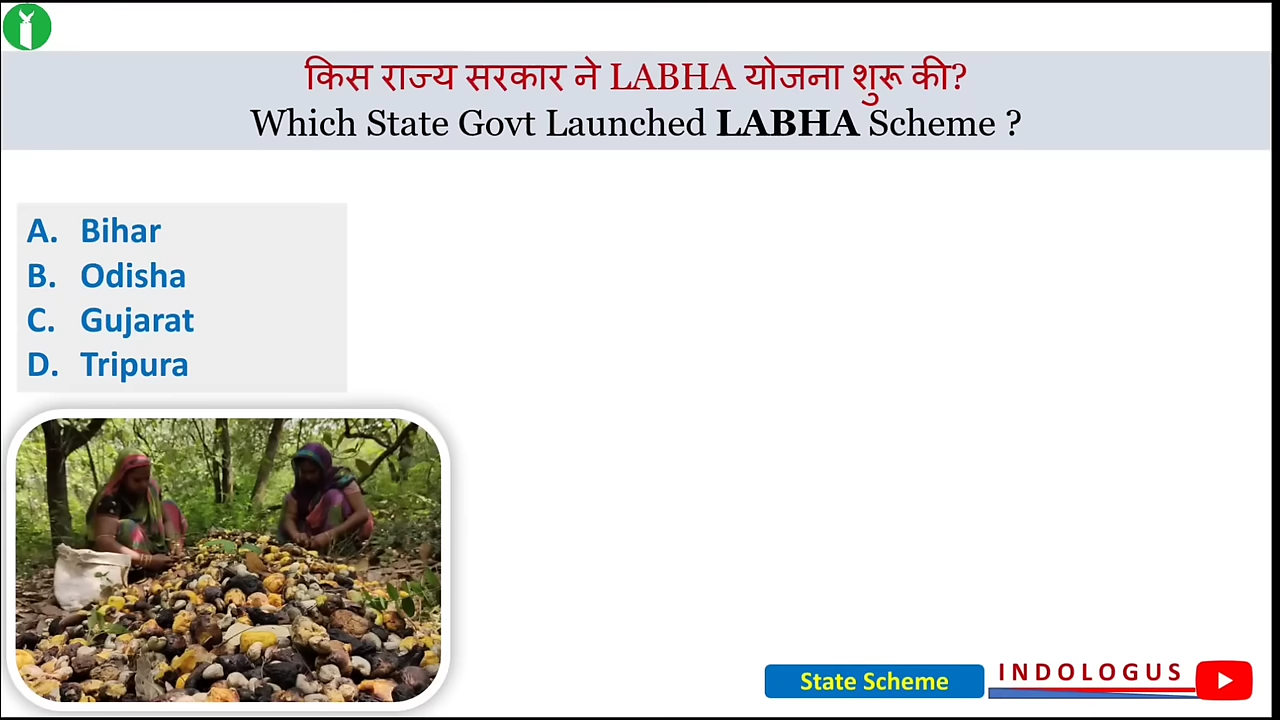 किस राज्य सरकार ने LABHA योजना शुरू की?
Which State Govt Launched LABHA Scheme ?
A. Bihar
B. Odisha
C. Gujarat
D. Tripura
State Scheme
INDOLOGUS